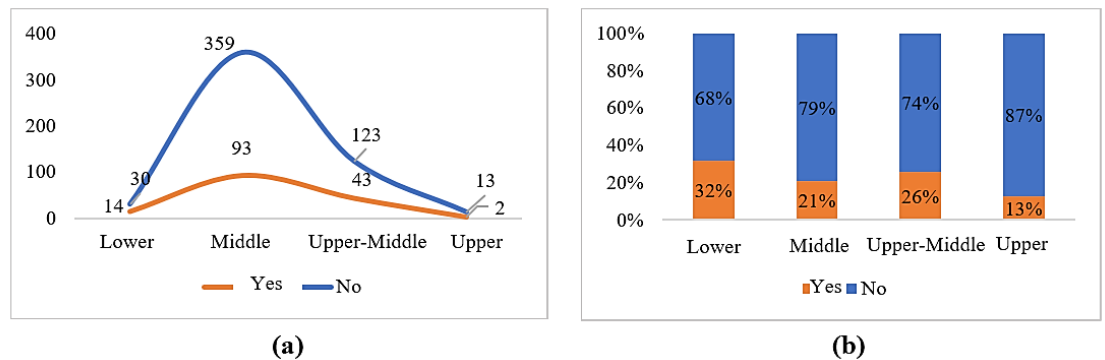 400
300
200
100
0
359
30
14
93
123
43
13
2
Lower Middle Upper-Middle Upper
Yes No
(a)
100%
80%
60%
40%
20%
0%
68% 79% 74% 87%
32% 21% 26% 13%
Lower Middle Upper-Middle Upper
Yes No
(b)